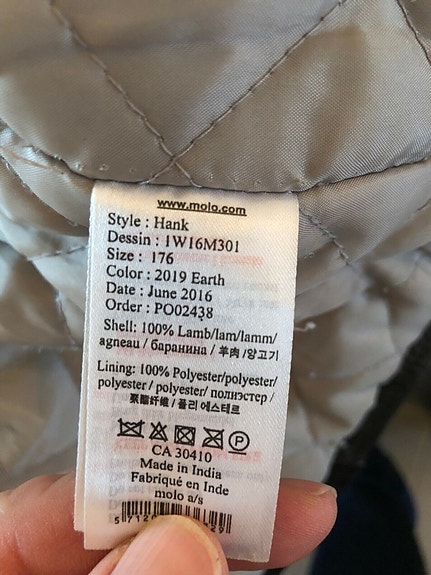 www.molo.com
Style : Hank
Dessin : 1W16M301
Size : 176
Color : 2019 Earth
Date : June 2016
Order : PO02438
Shell: 100% Lamb/lam/lamm/
agneau / баранина / 羊肉 /양고기
Lining: 100% Polyester/polyester/
polyester / polyester/ полиэстер /
聚酯纤维 / 폴리 에스테르
P
CA 30410
Made in India
Fabriqué en Inde
molo a/s